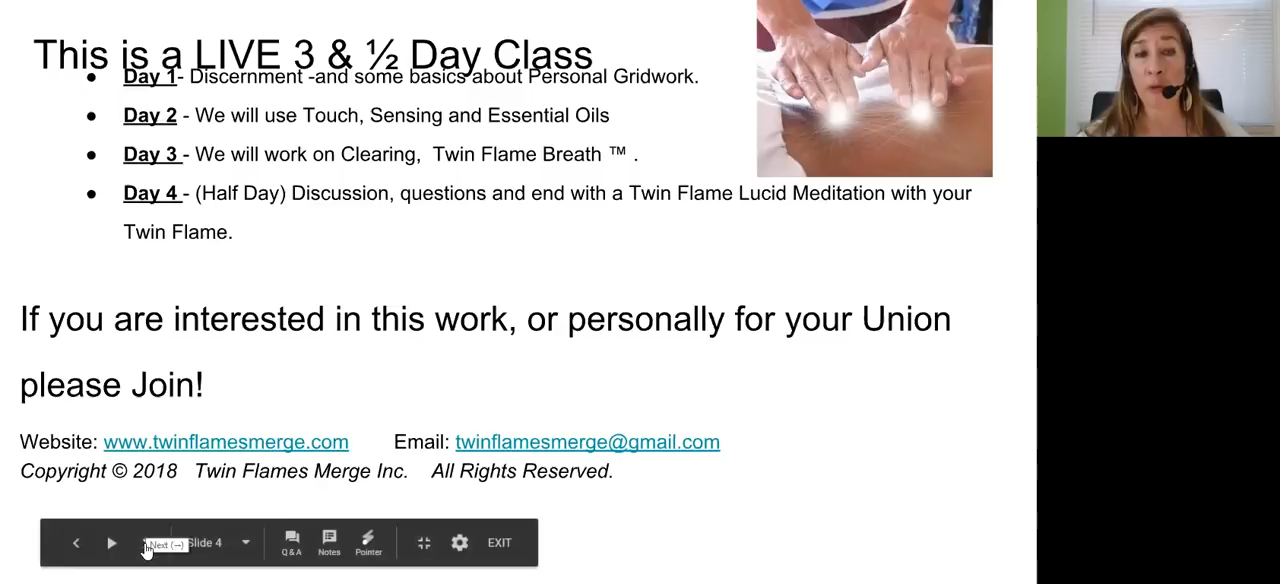 This is a LIVE 3 & ½ Day Class
● Day 1- Discernment -and some basics about Personal Gridwork.
● Day 2 - We will use Touch, Sensing and Essential Oils
● Day 3 - We will work on Clearing, Twin Flame Breath ™ .
● Day 4 - (Half Day) Discussion, questions and end with a Twin Flame Lucid Meditation with your
Twin Flame.
If you are interested in this work, or personally for your Union
please Join!
Website: www.twinflamesmerge.com Email: twinflamesmerge@gmail.com
Copyright © 2018 Twin Flames Merge Inc. All Rights Reserved.
Next (→) Slide 4 Q & A Notes Pointer EXIT